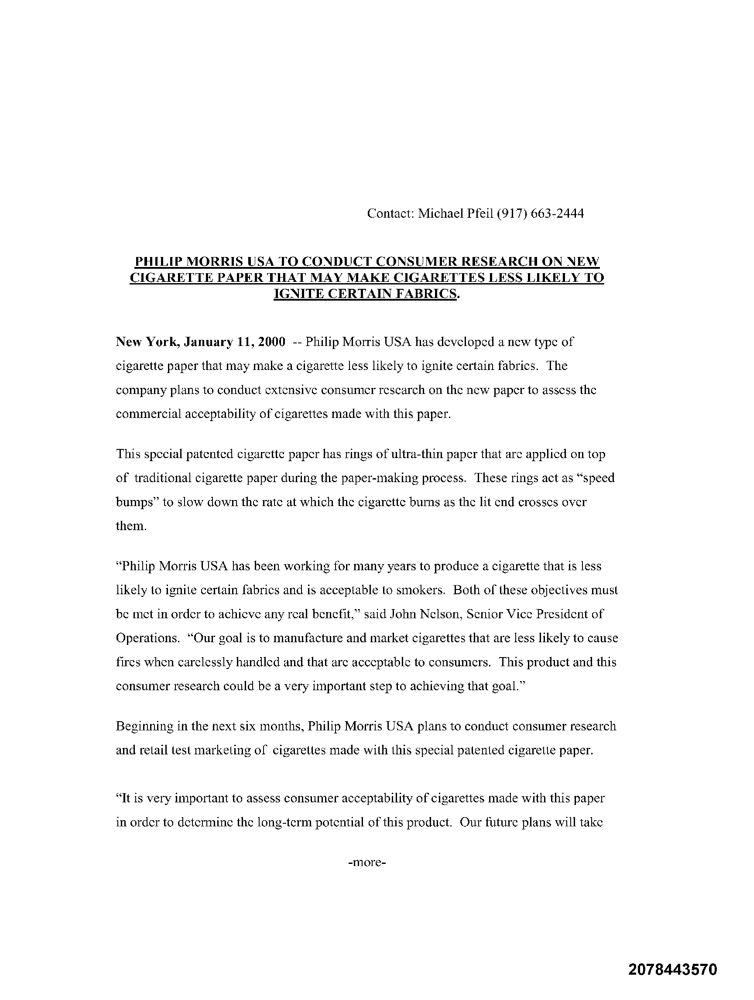 Contact: Michael Pfeil (917) 663-2444
PHILIP MORRIS USA TO CONDUCT CONSUMER RESEARCH ON NEW
CIGARETTE PAPER THAT MAY MAKE CIGARETTES LESS LIKELY TO
IGNITE CERTAIN FABRICS.
New York, January 11, 2000 -- Philip Morris USA has developed a new type of
cigarette paper that may make a cigarette less likely to ignite certain fabrics. The
company plans to conduct extensive consumer research on the new paper to assess the
commercial acceptability of cigarettes made with this paper.
This special patented cigarette paper has rings of ultra-thin paper that are applied on top
of traditional cigarette paper during the paper-making process. These rings act as “speed
bumps” to slow down the rate at which the cigarette burns as the lit end crosses over
them.
“Philip Morris USA has been working for many years to produce a cigarette that is less
likely to ignite certain fabrics and is acceptable to smokers. Both of these objectives must
be met in order to achieve any real benefit,” said John Nelson, Senior Vice President of
Operations. “Our goal is to manufacture and market cigarettes that are less likely to cause
fires when carelessly handled and that are acceptable to consumers. This product and this
consumer research could be a very important step to achieving that goal.”
Beginning in the next six months, Philip Morris USA plans to conduct consumer research
and retail test marketing of cigarettes made with this special patented cigarette paper.
“It is very important to assess consumer acceptability of cigarettes made with this paper
in order to determine the long-term potential of this product. Our future plans will take
-more-
2078443570